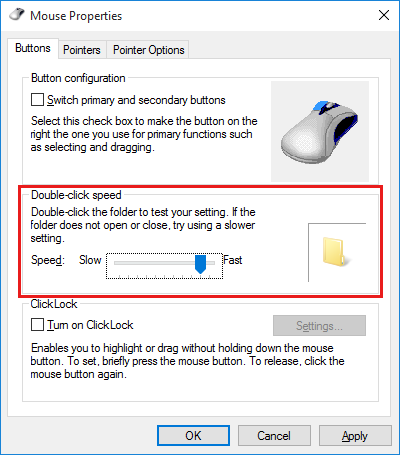 Mouse Properties
Buttons Pointers Pointer Options
Button configuration
Switch primary and secondary buttons
Select this check box to make the button on the
right the one you use for primary functions such
as selecting and dragging.
Double-click speed
Double-click the folder to test your setting. If the
folder does not open or close, try using a slower
setting.
Speed: Slow Fast
ClickLock
Turn on ClickLock Settings...
Enables you to highlight or drag without holding down the mouse
button. To set, briefly press the mouse button. To release, click the
mouse button again.
OK Cancel Apply